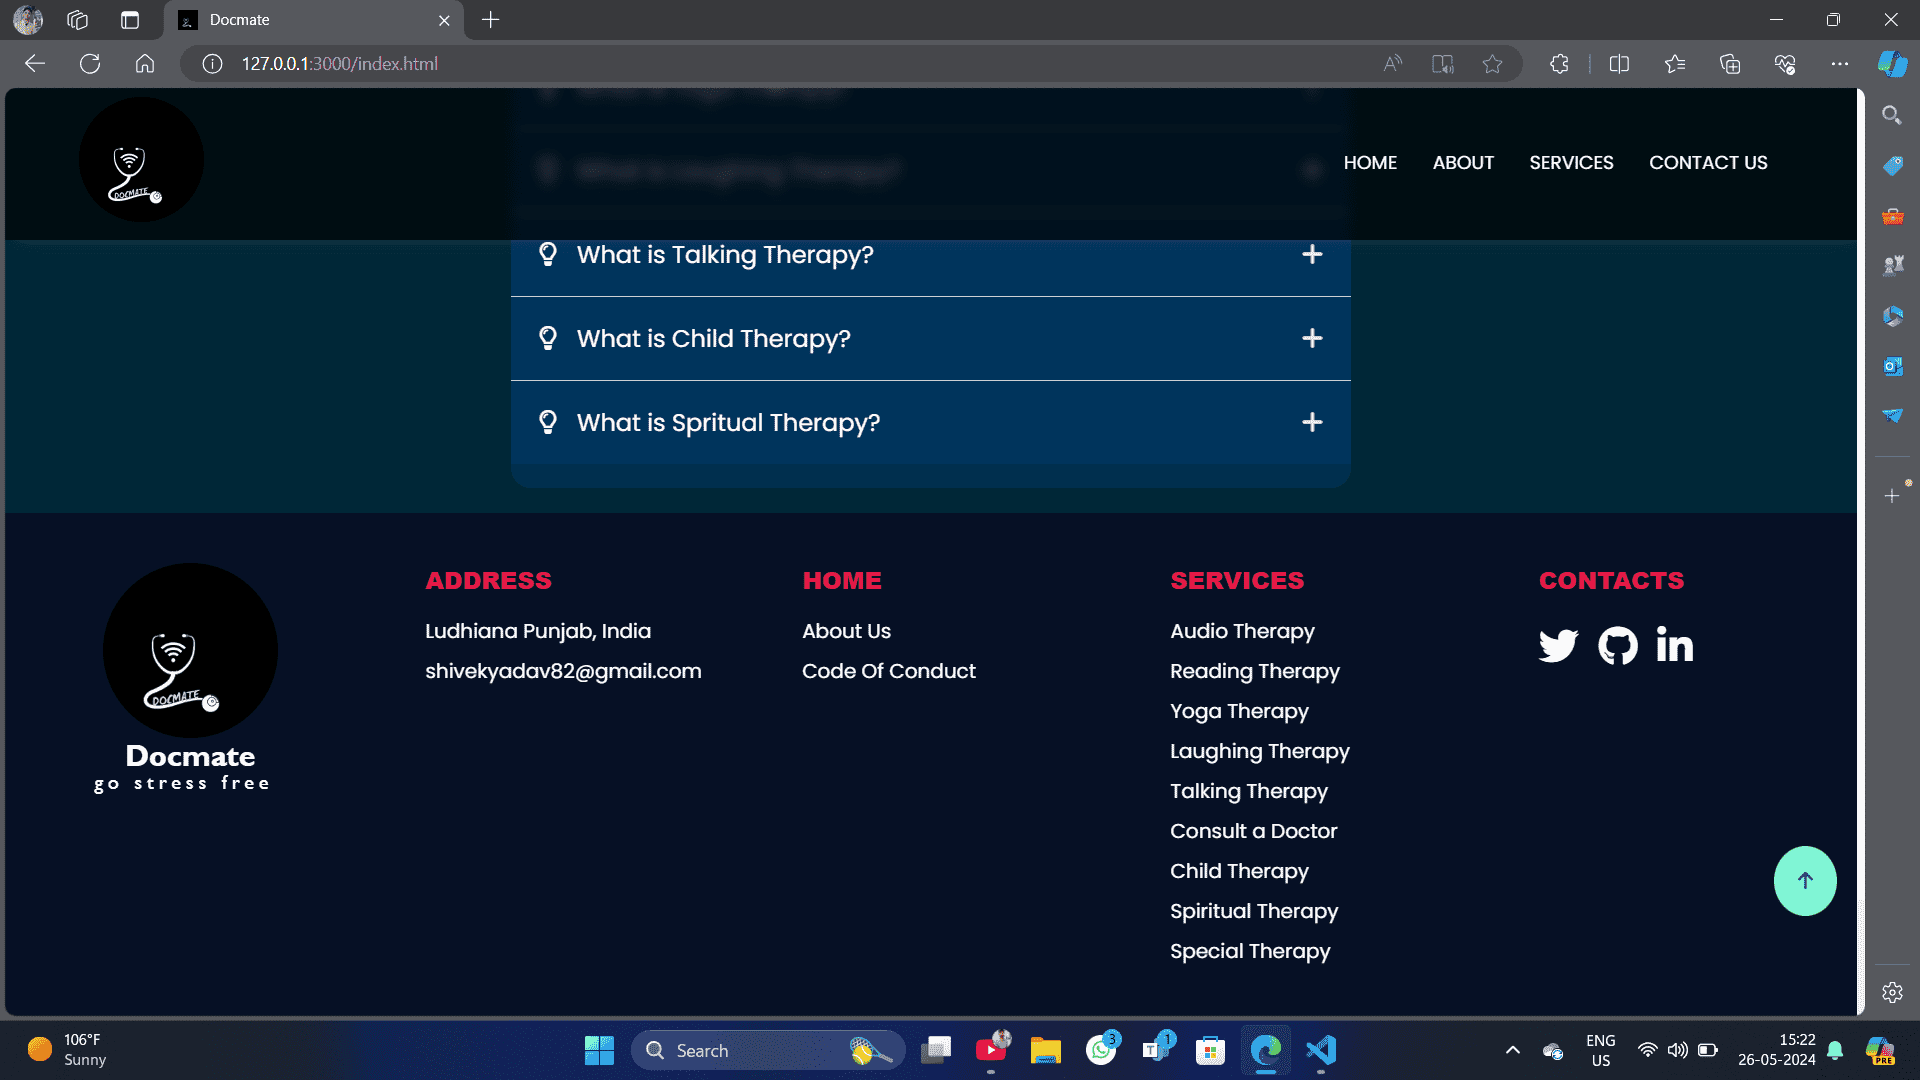 Docmate
127.0.0.1:3000/index.html
DOCMATE
HOME ABOUT SERVICES CONTACT US
What is Laughing Therapy?
What is Talking Therapy?
What is Child Therapy?
What is Spritual Therapy?
DOCMATE
Docmate
go stress free
ADDRESS
Ludhiana Punjab, India
shivekyadav82@gmail.com
HOME
About Us
Code Of Conduct
SERVICES
Audio Therapy
Reading Therapy
Yoga Therapy
Laughing Therapy
Talking Therapy
Consult a Doctor
Child Therapy
Spiritual Therapy
Special Therapy
CONTACTS
106°F
Sunny
Search
3
1
ENG
US
15:22
26-05-2024
PRE